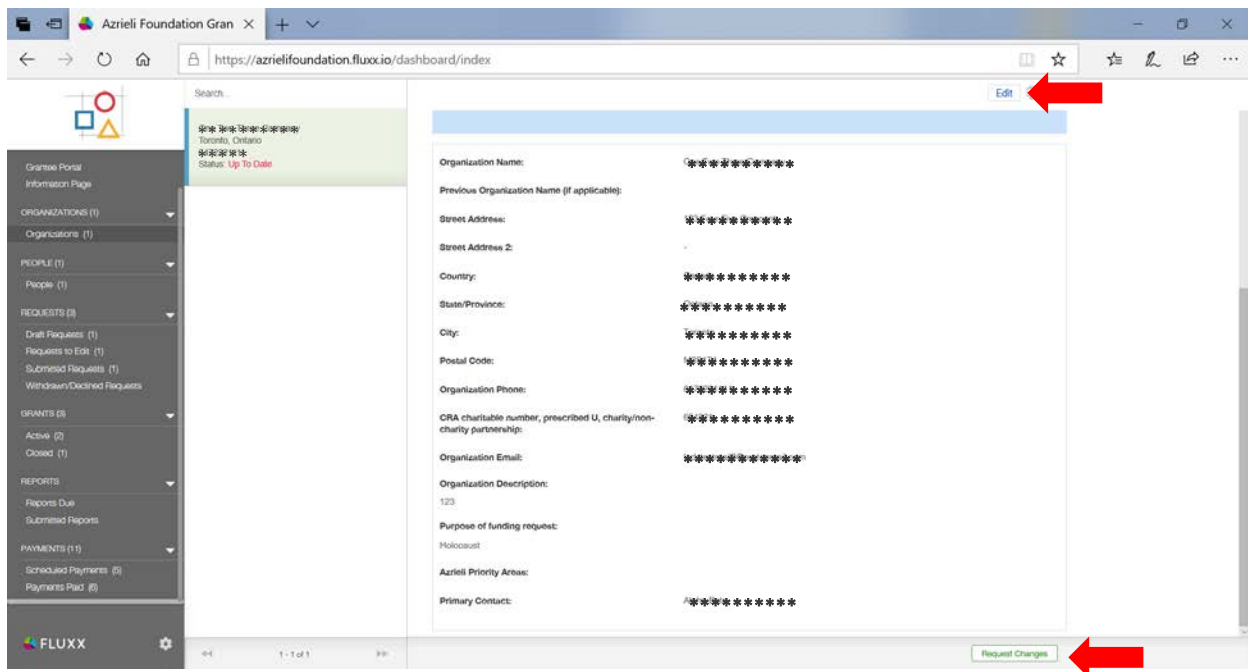 Azrieli Foundation Gran
https://azrielifoundation.fluxx.io/dashboard/index
Search...
Edit
Toronto, Ontario
Status: Up To Date
Grantee Portal
Information Page
ORGANIZATIONS (1)
Organizations (1)
PEOPLE (1)
People (1)
REQUESTS (3)
Draft Requests (1)
Requests to Edit (1)
Submitted Requests (1)
Withdrawn/Declined Requests
GRANTS (3)
Active (2)
Closed (1)
REPORTS
Reports Due
Submitted Reports
PAYMENTS (11)
Scheduled Payments (5)
Payments Paid (6)
FLUXX
1 - 1 of 1
Organization Name: **********
Previous Organization Name (if applicable):
Street Address: **********
Street Address 2: -
Country: **********
State/Province: **********
City: **********
Postal Code: **********
Organization Phone: **********
CRA charitable number, prescribed U, charity/non-
charity partnership: **********
Organization Email: ***********
Organization Description:
123
Purpose of funding request:
Holocaust
Azrieli Priority Areas:
Primary Contact: **********
Request Changes